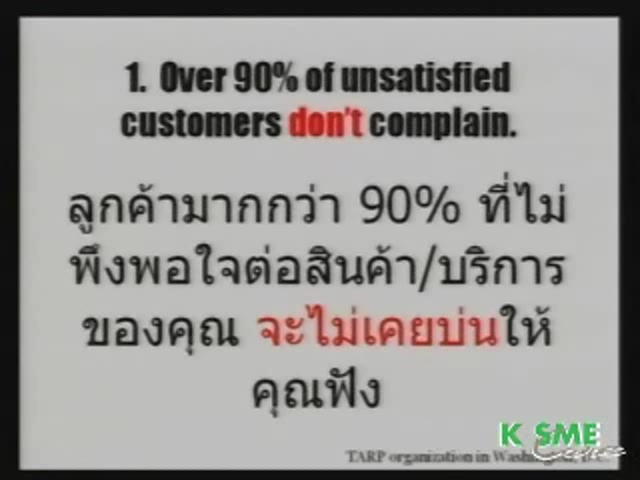 1. Over 90% of unsatisfied
customers don't complain.
ลูกค้ามากกว่า 90% ที่ไม่
พึงพอใจต่อสินค้า/บริการ
ของคุณ จะไม่เคยบ่นให้
คุณฟัง
K SME
Care
TARP organization in